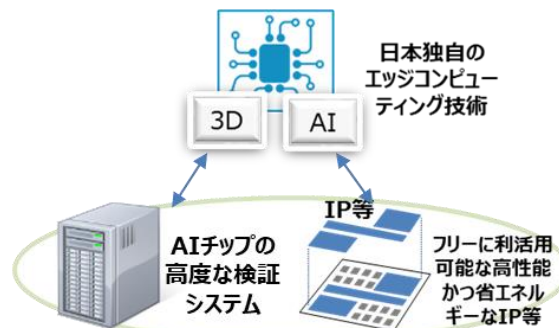 日本独自の
エッジコンピュー
ティング技術
3D
AI
AIチップの
高度な検証
システム
IP等
フリーに利活用
可能な高性能
かつ省エネル
ギーなIP等